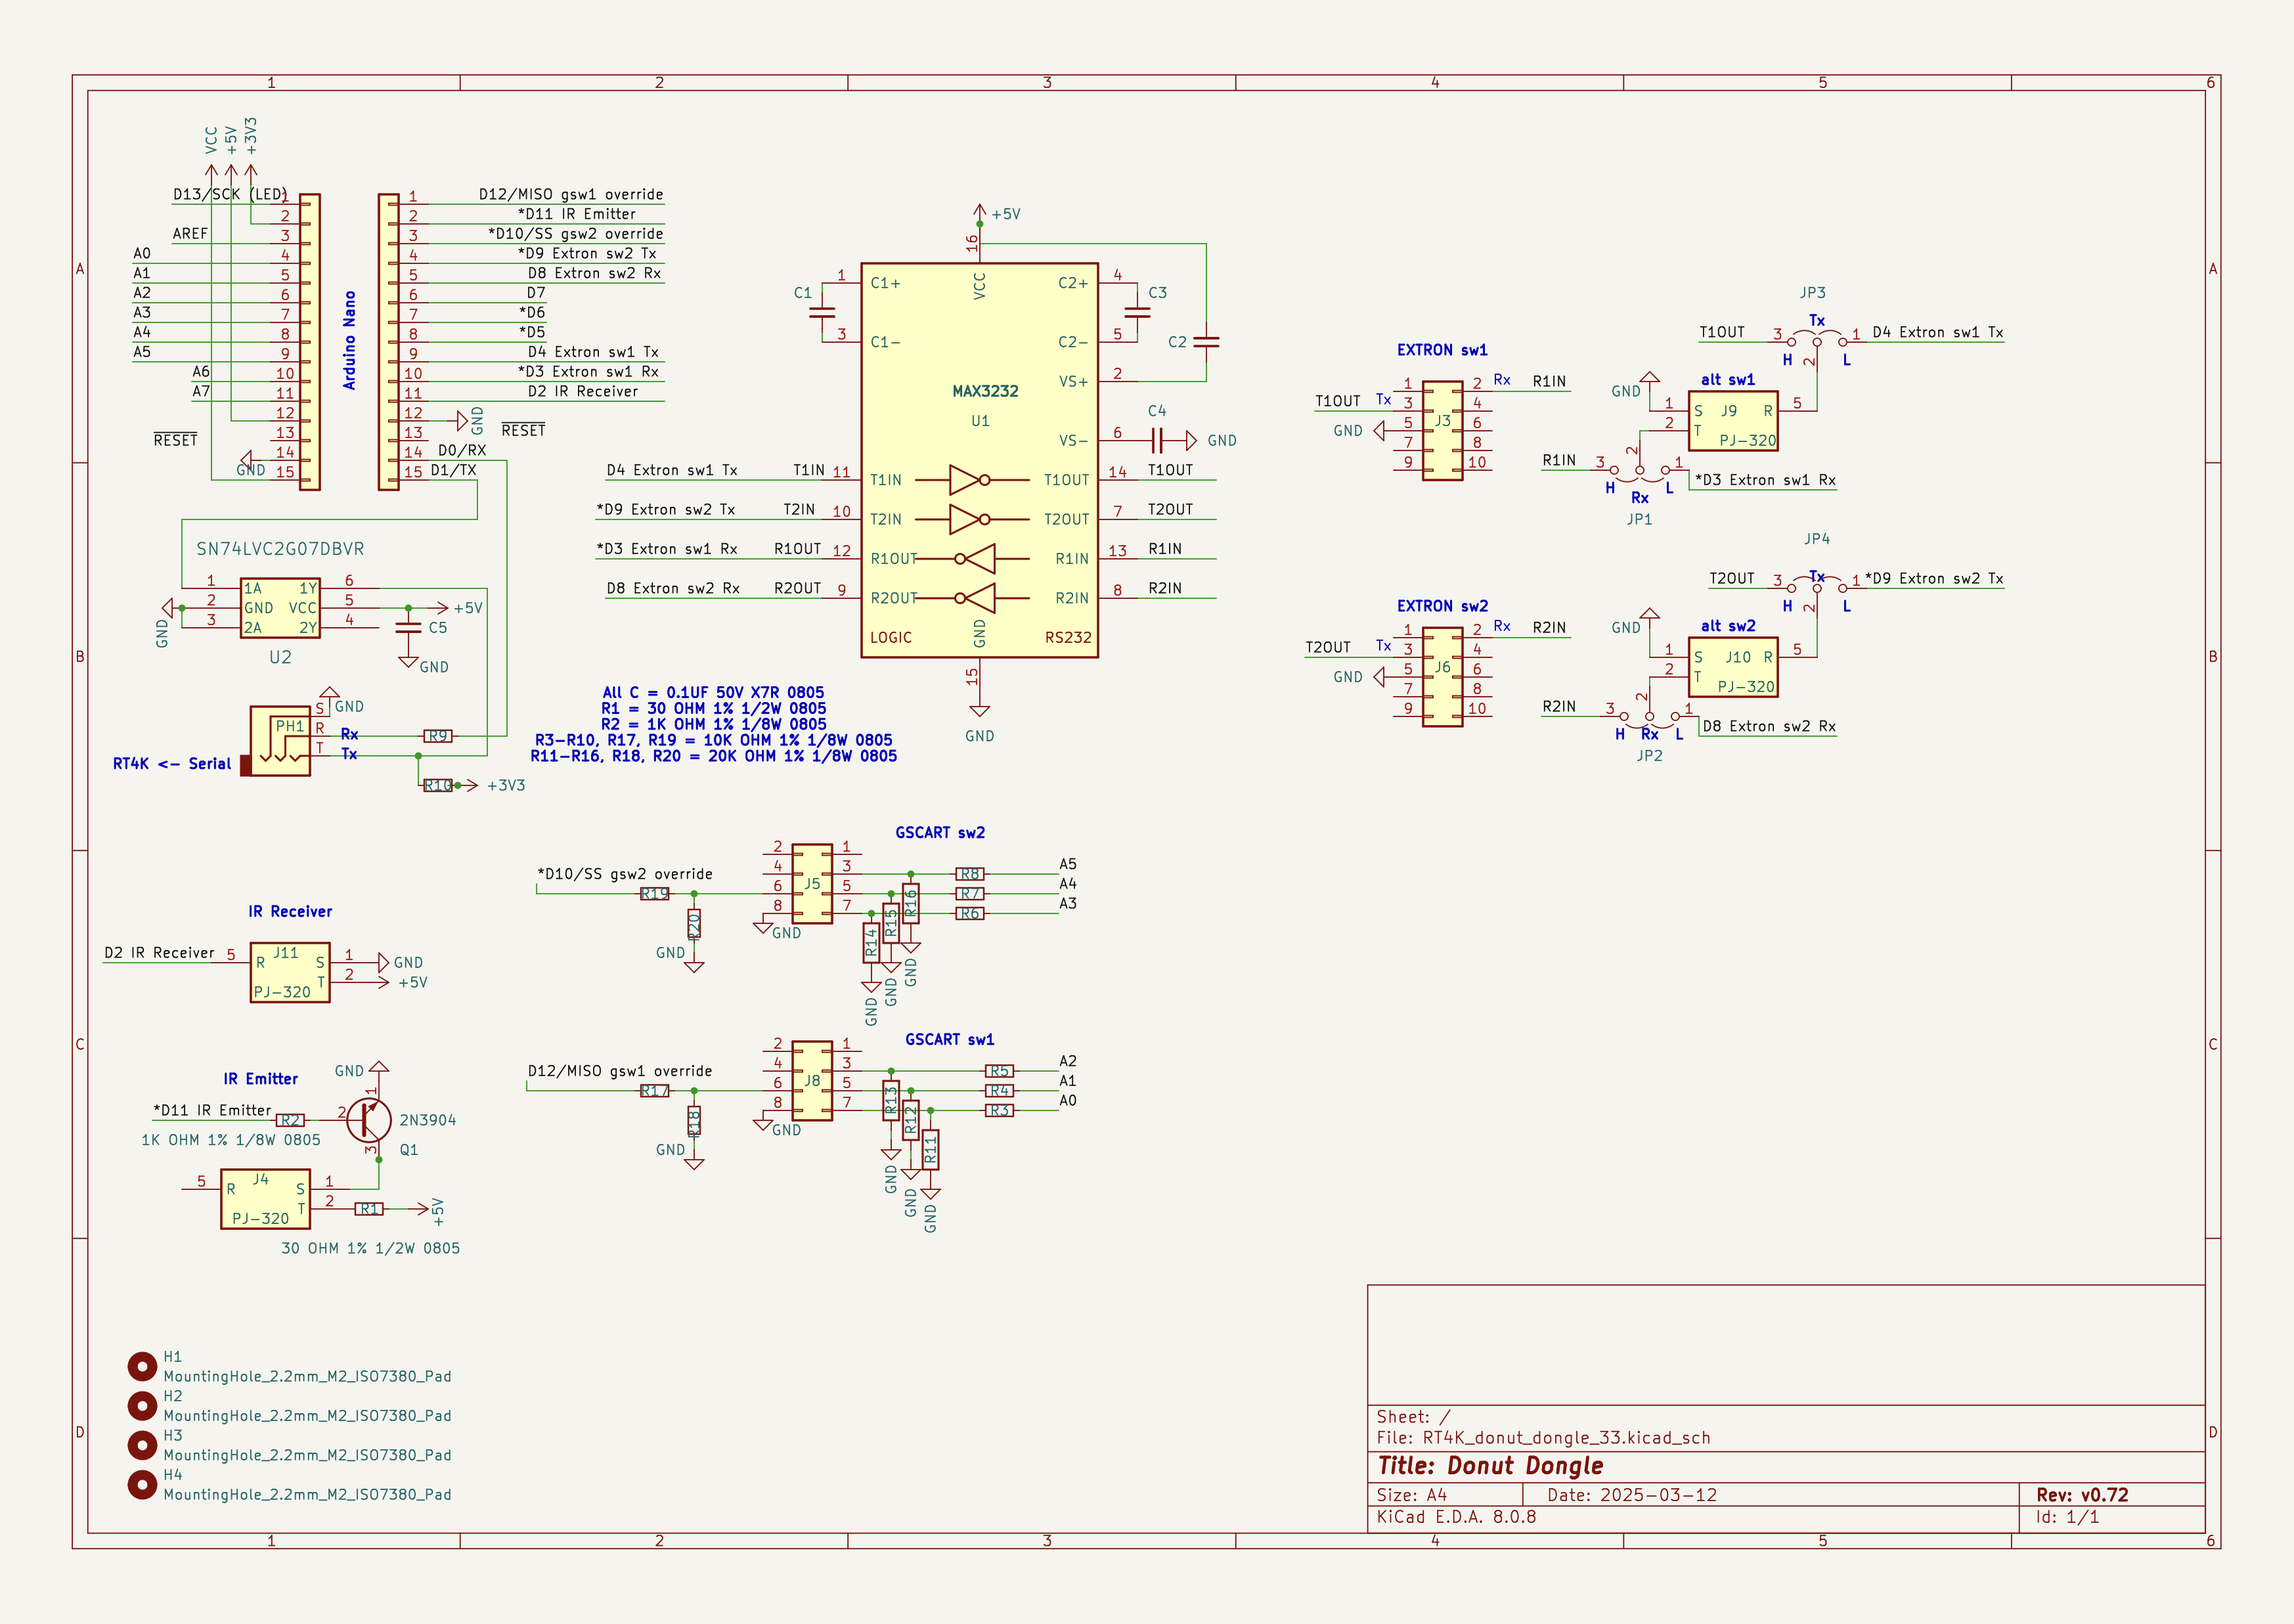 1 2 3 4 5 6
A
B
C
D
VCC
+5V
+3V3
D13/SCK (LED)
AREF
A0
A1
A2
A3
A4
A5
A6
A7
RESET
GND
1
2
3
4
5
6
7
8
9
10
11
12
13
14
15
Arduino Nano
1 D12/MISO gsw1 override
2 *D11 IR Emitter
3 *D10/SS gsw2 override
4 *D9 Extron sw2 Tx
5 D8 Extron sw2 Rx
6 D7
7 *D6
8 *D5
9 D4 Extron sw1 Tx
10 *D3 Extron sw1 Rx
11 D2 IR Receiver
12 GND
13 RESET
14 D0/RX
15 D1/TX
SN74LVC2G07DBVR
1 1A 1Y 6
2 GND VCC 5 +5V
3 2A 2Y 4
GND
C5
GND
U2
GND
S
PH1 R Rx R9
T Tx
RT4K <- Serial
R10 +3V3
+5V
16
1 C1+ VCC C2+ 4
C1 C3
3 C1- C2- 5 C2
VS+ 2
MAX3232
U1
C4
VS- 6 GND
D4 Extron sw1 Tx T1IN 11 T1IN T1OUT 14 T1OUT
*D9 Extron sw2 Tx T2IN 10 T2IN T2OUT 7 T2OUT
*D3 Extron sw1 Rx R1OUT 12 R1OUT R1IN 13 R1IN
D8 Extron sw2 Rx R2OUT 9 R2OUT R2IN 8 R2IN
LOGIC GND RS232
15
GND
All C = 0.1UF 50V X7R 0805
R1 = 30 OHM 1% 1/2W 0805
R2 = 1K OHM 1% 1/8W 0805
R3-R10, R17, R19 = 10K OHM 1% 1/8W 0805
R11-R16, R18, R20 = 20K OHM 1% 1/8W 0805
EXTRON sw1
1 2 Rx R1IN
T1OUT Tx 3 4
GND 5 J3 6
7 8
9 10
JP3
Tx
T1OUT 3 1 D4 Extron sw1 Tx
H 2 L
alt sw1
GND
1 S J9 R 5
2 T PJ-320
2
R1IN 3 1
*D3 Extron sw1 Rx
H Rx L
JP1
EXTRON sw2
1 2 Rx R2IN
T2OUT Tx 3 4
GND 5 J6 6
7 8
9 10
JP4
Tx
T2OUT 3 1 *D9 Extron sw2 Tx
H 2 L
alt sw2
GND
1 S J10 R 5
2 T PJ-320
2
R2IN 3 1
D8 Extron sw2 Rx
H Rx L
JP2
GSCART sw2
2 1
4 3 R8 A5
*D10/SS gsw2 override
R19 6 J5 5 R7 A4
8 7 R6 A3
R20 GND R14 R15 R16
GND
GND GND GND
GSCART sw1
2 1
4 3 R5 A2
D12/MISO gsw1 override
R17 6 J8 5 R4 A1
8 7 R3 A0
R18 GND R13 R12 R11
GND
GND GND GND
IR Receiver
D2 IR Receiver 5 R J11 S 1 GND
T 2 +5V
PJ-320
IR Emitter
GND
1
*D11 IR Emitter R2 2 2N3904
1K OHM 1% 1/8W 0805
3 Q1
5 R J4 S 1
T 2 R1 +5V
PJ-320
30 OHM 1% 1/2W 0805
H1
MountingHole_2.2mm_M2_ISO7380_Pad
H2
MountingHole_2.2mm_M2_ISO7380_Pad
H3
MountingHole_2.2mm_M2_ISO7380_Pad
H4
MountingHole_2.2mm_M2_ISO7380_Pad
Sheet: /
File: RT4K_donut_dongle_33.kicad_sch
Title: Donut Dongle
Size: A4 Date: 2025-03-12 Rev: v0.72
KiCad E.D.A. 8.0.8 Id: 1/1
A
B
C
D
1 2 3 4 5 6